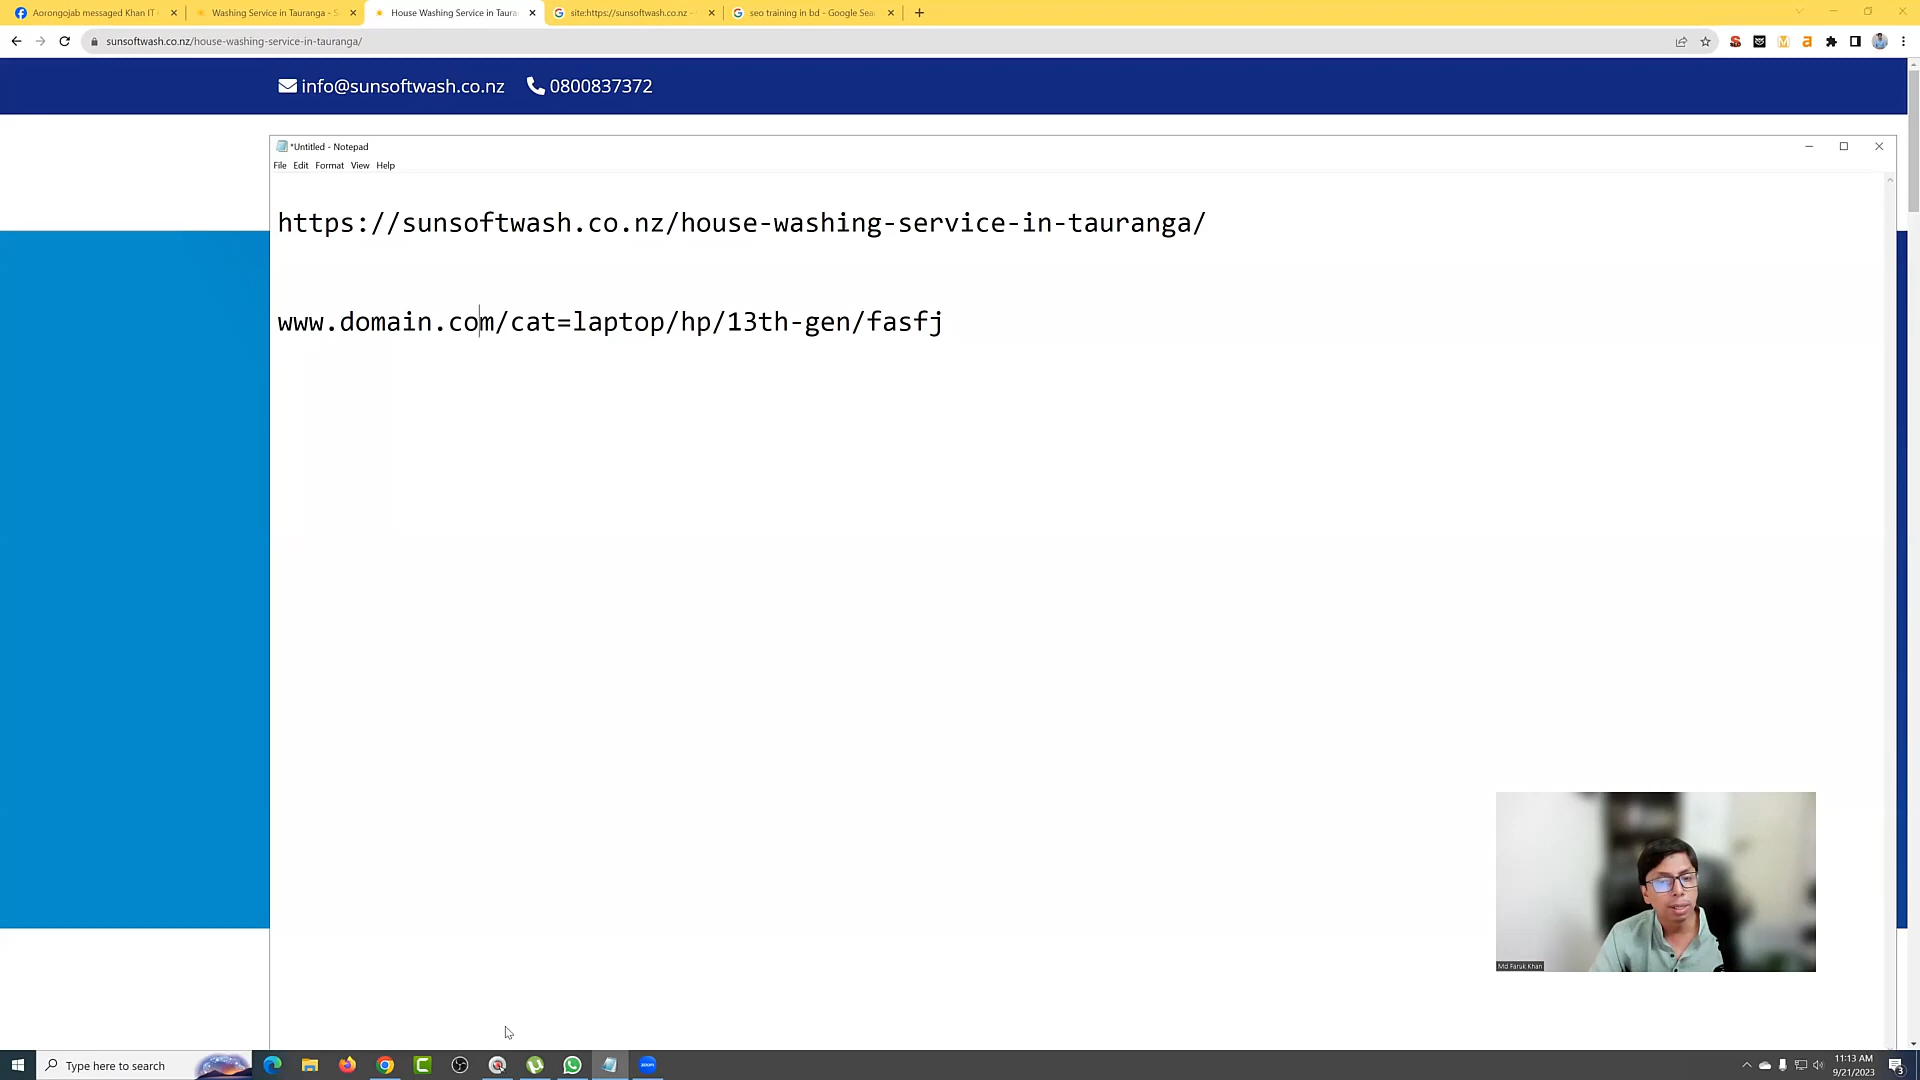 Aorongojab messaged Khan IT
Washing Service in Tauranga - S
House Washing Service in Taura
site:https://sunsoftwash.co.nz -
seo training in bd - Google Sea
sunsoftwash.co.nz/house-washing-service-in-tauranga/
info@sunsoftwash.co.nz 0800837372
*Untitled - Notepad
File Edit Format View Help
https://sunsoftwash.co.nz/house-washing-service-in-tauranga/
www.domain.com/cat=laptop/hp/13th-gen/fasfj
Md Faruk Khan
Type here to search
zoom
11:13 AM
9/21/2023
3